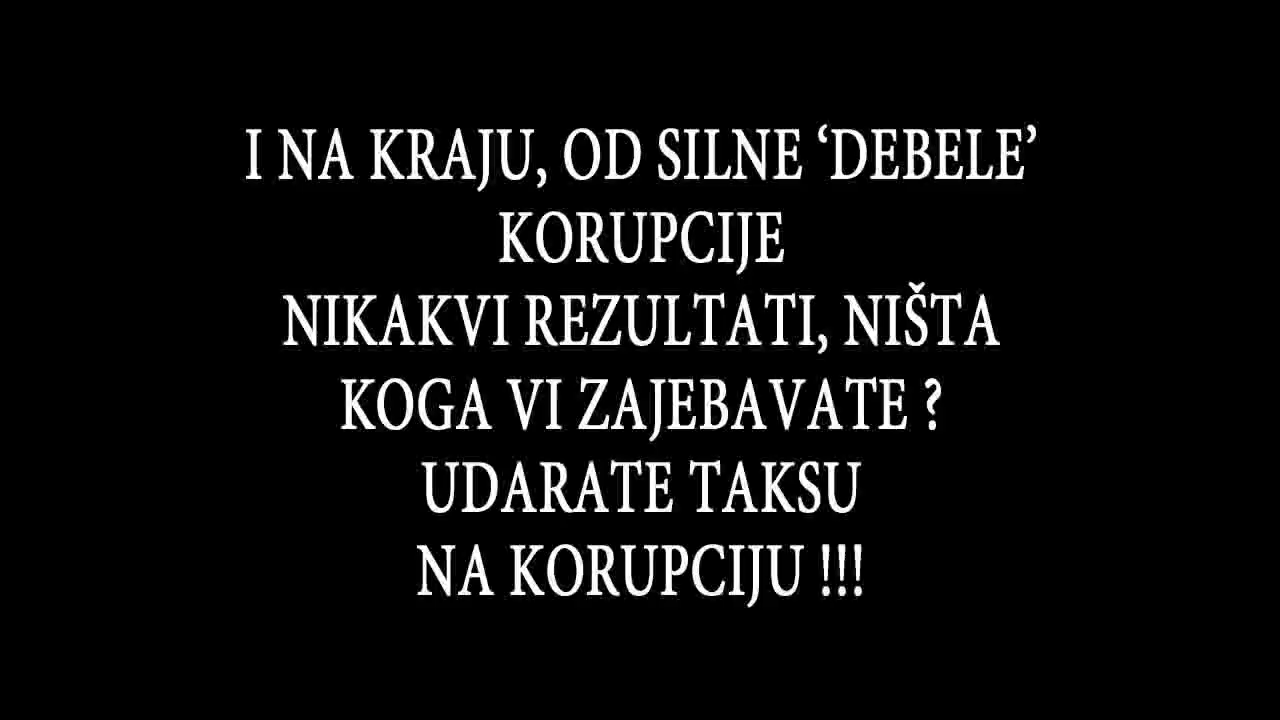 I NA KRAJU, OD SILNE ‘DEBELE’
KORUPCIJE
NIKAKVI REZULTATI, NIŠTA
KOGA VI ZAJEBAVATE ?
UDARATE TAKSU
NA KORUPCIJU !!!